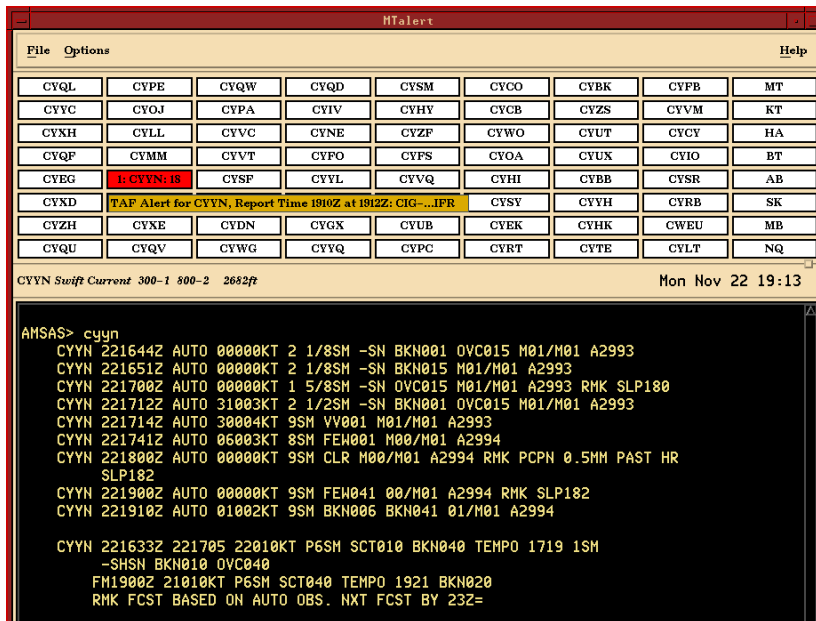 MTalert
File Options Help
CYQL CYPE CYQW CYQD CYSM CYCO CYBK CYFB MT
CYYC CYOJ CYPA CYIV CYHY CYCB CYZS CYVM KT
CYXH CYLL CYVC CYNE CYZF CYWO CYUT CYCY HA
CYQF CYMM CYVT CYFO CYFS CYOA CYUX CYIO BT
CYEG 1: CYYN: 18 CYSF CYYL CYVQ CYHI CYBB CYSR AB
CYXD TAF Alert for CYYN, Report Time 1910Z at 1912Z: CIG-...IFR CYSY CYYH CYRB SK
CYZH CYXE CYDN CYGX CYUB CYEK CYHK CWEU MB
CYQU CYQV CYWG CYYQ CYPC CYRT CYTE CYLT NQ
CYYN Swift Current 300-1 800-2 2682ft Mon Nov 22 19:13
AMSAS> cyyn
CYYN 221644Z AUTO 00000KT 2 1/8SM -SN BKN001 OVC015 M01/M01 A2993
CYYN 221651Z AUTO 00000KT 2 1/8SM -SN BKN015 M01/M01 A2993
CYYN 221700Z AUTO 00000KT 1 5/8SM -SN OVC015 M01/M01 A2993 RMK SLP180
CYYN 221712Z AUTO 31003KT 2 1/2SM -SN BKN001 OVC015 M01/M01 A2993
CYYN 221714Z AUTO 30004KT 9SM VV001 M01/M01 A2993
CYYN 221741Z AUTO 06003KT 8SM FEW001 M00/M01 A2994
CYYN 221800Z AUTO 00000KT 9SM CLR M00/M01 A2994 RMK PCPN 0.5MM PAST HR
SLP182
CYYN 221900Z AUTO 00000KT 9SM FEW041 00/M01 A2994 RMK SLP182
CYYN 221910Z AUTO 01002KT 9SM BKN006 BKN041 01/M01 A2994
CYYN 221633Z 221705 22010KT P6SM SCT010 BKN040 TEMPO 1719 1SM
-SHSN BKN010 OVC040
FM1900Z 21010KT P6SM SCT040 TEMPO 1921 BKN020
RMK FCST BASED ON AUTO OBS. NXT FCST BY 23Z=